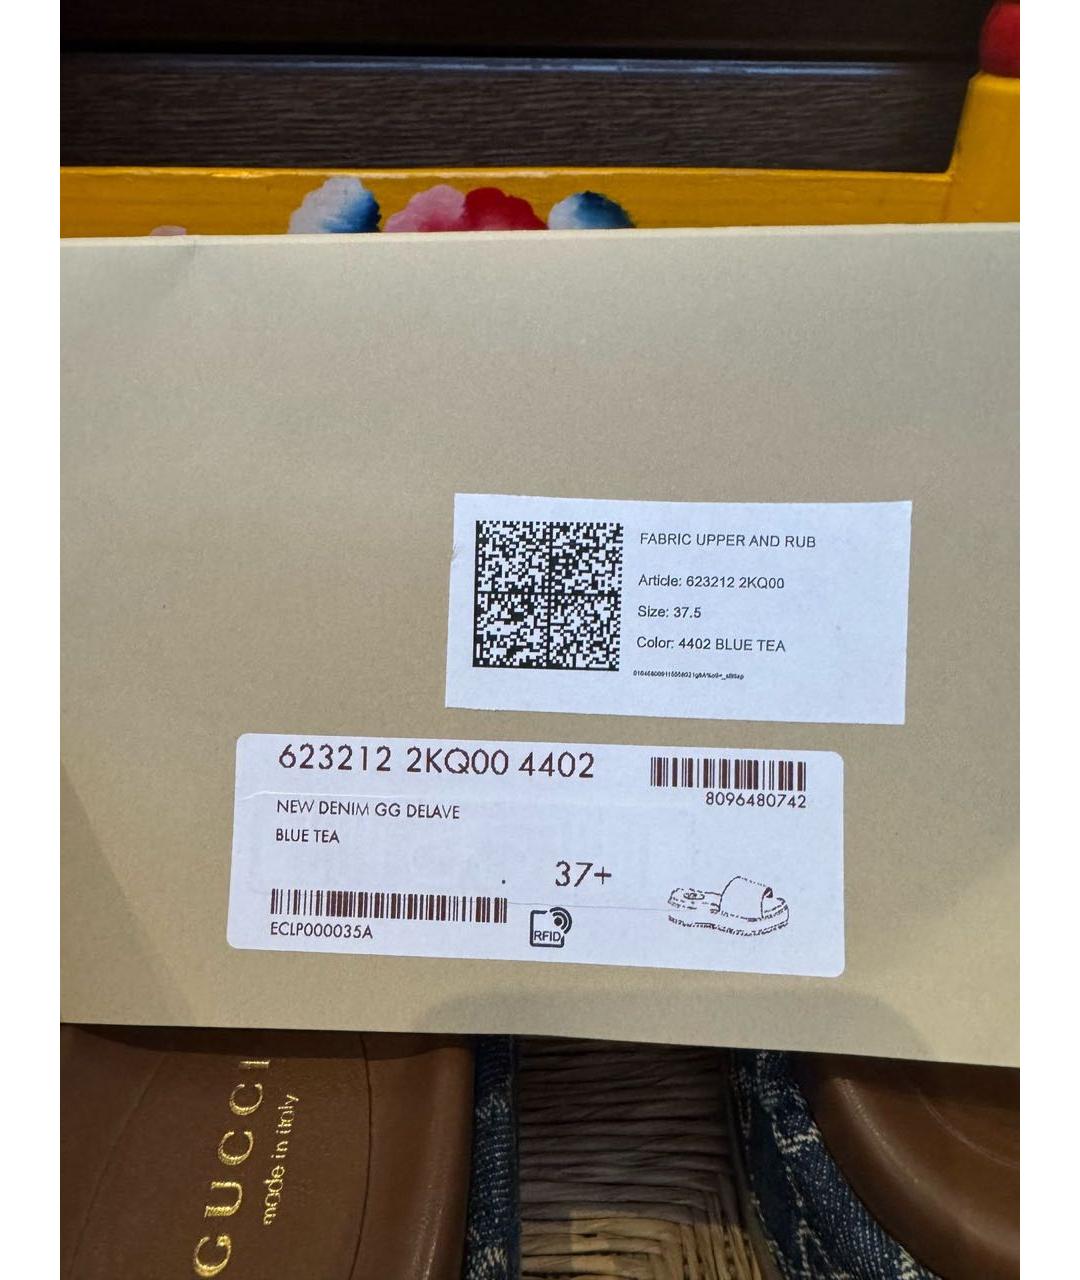 FABRIC UPPER AND RUB
Article: 623212 2KQ00
Size: 37.5
Color: 4402 BLUE TEA
623212 2KQ00 4402
8096480742
NEW DENIM GG DELAVE
BLUE TEA
37+
ECLP000035A
RFID
GUCCI
made in italy